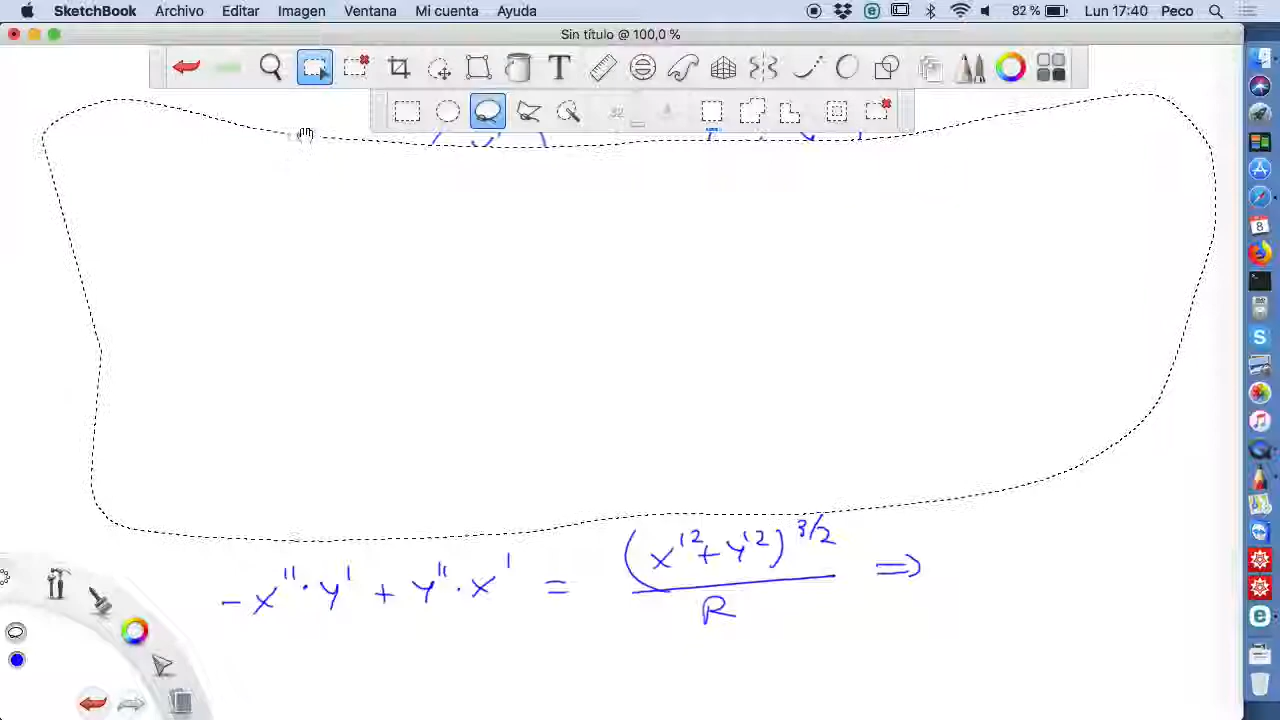 SketchBook Archivo Editar Imagen Ventana Mi cuenta Ayuda 82 % Lun 17:40 Peco
Sin título @ 100,0 %
-x''·y' + y''·x' = (x'²+y'²)^3/2 / R ⇒